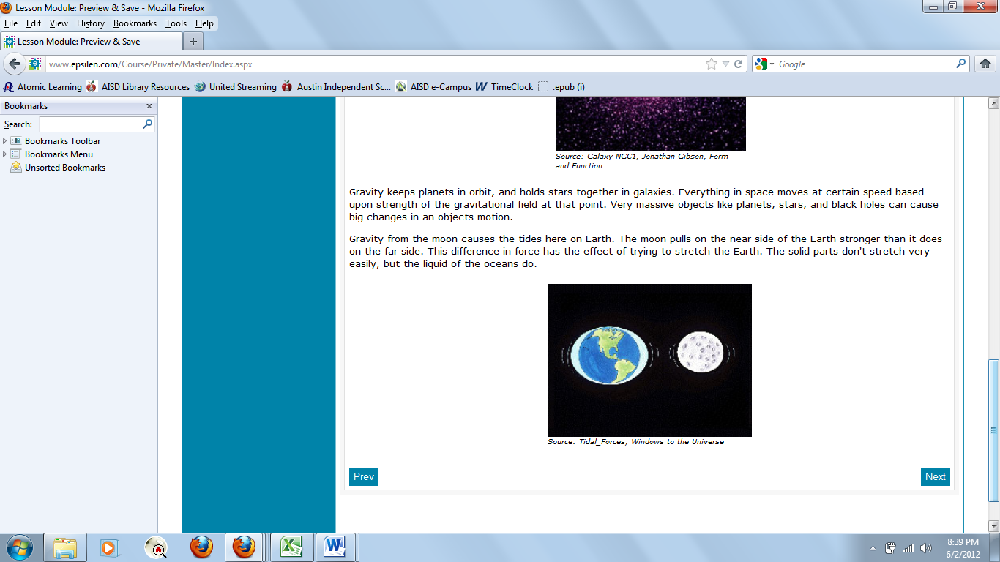 Lesson Module: Preview & Save - Mozilla Firefox
File Edit View History Bookmarks Tools Help
Lesson Module: Preview & Save
www.epsilen.com/Course/Private/Master/Index.aspx
Google
Atomic Learning AISD Library Resources United Streaming Austin Independent Sc... AISD e-Campus TimeClock .epub (i)
Bookmarks
Search:
Bookmarks Toolbar
Bookmarks Menu
Unsorted Bookmarks
Source: Galaxy NGC1, Jonathan Gibson, Form
and Function
Gravity keeps planets in orbit, and holds stars together in galaxies. Everything in space moves at certain speed based
upon strength of the gravitational field at that point. Very massive objects like planets, stars, and black holes can cause
big changes in an objects motion.
Gravity from the moon causes the tides here on Earth. The moon pulls on the near side of the Earth stronger than it does
on the far side. This difference in force has the effect of trying to stretch the Earth. The solid parts don't stretch very
easily, but the liquid of the oceans do.
Source: Tidal_Forces, Windows to the Universe
Prev Next
8:39 PM
6/2/2012